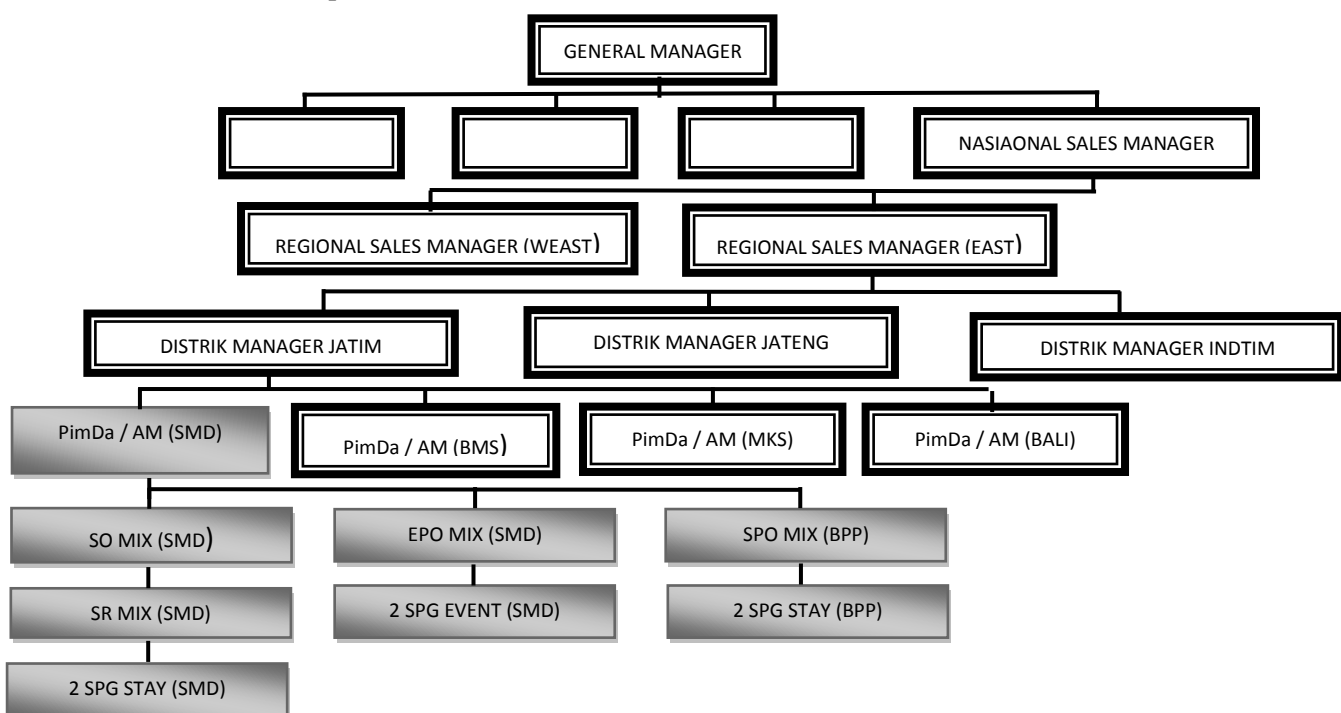 GENERAL MANAGER
NASIAONAL SALES MANAGER
REGIONAL SALES MANAGER (WEAST)
REGIONAL SALES MANAGER (EAST)
DISTRIK MANAGER JATIM
DISTRIK MANAGER JATENG
DISTRIK MANAGER INDTIM
PimDa / AM (SMD)
PimDa / AM (BMS)
PimDa / AM (MKS)
PimDa / AM (BALI)
SO MIX (SMD)
EPO MIX (SMD)
SPO MIX (BPP)
SR MIX (SMD)
2 SPG EVENT (SMD)
2 SPG STAY (BPP)
2 SPG STAY (SMD)